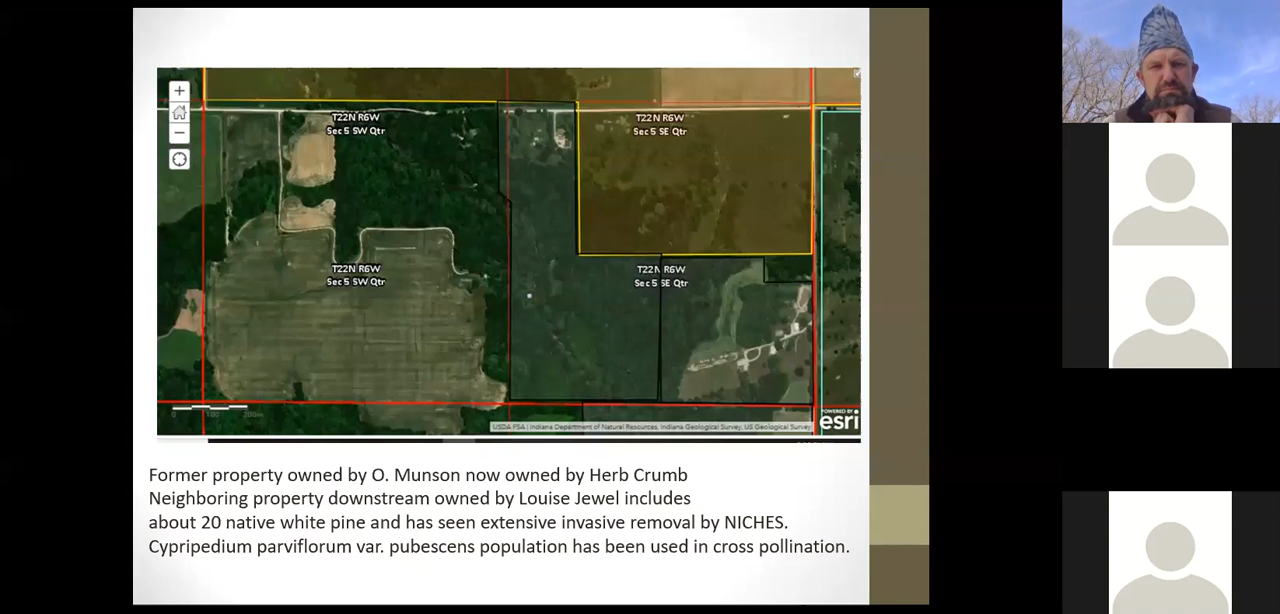 T22N R6W
Sec 5 SW Qtr
T22N R6W
Sec 5 SE Qtr
T22N R6W
Sec 5 SW Qtr
T22N R6W
Sec 5 SE Qtr
0 100 200m
USDA FSA | Indiana Department of Natural Resources, Indiana Geological Survey, US Geological Survey
POWERED BY
esri
Former property owned by O. Munson now owned by Herb Crumb
Neighboring property downstream owned by Louise Jewel includes
about 20 native white pine and has seen extensive invasive removal by NICHES.
Cypripedium parviflorum var. pubescens population has been used in cross pollination.